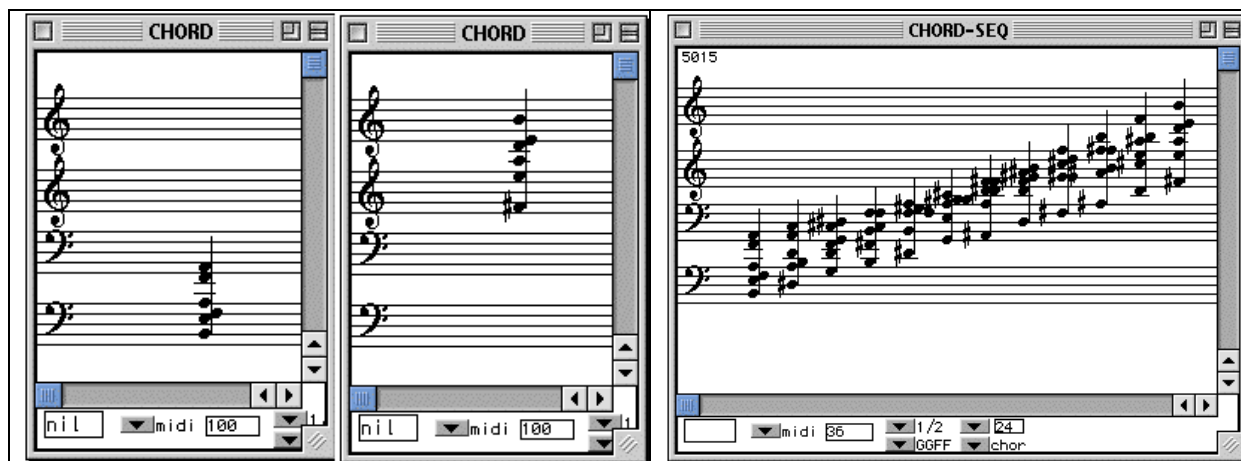 CHORD
nil
midi 100
1
CHORD
nil
midi 100
1
CHORD-SEQ
5015
midi 36
1/2
24
GGFF
chor